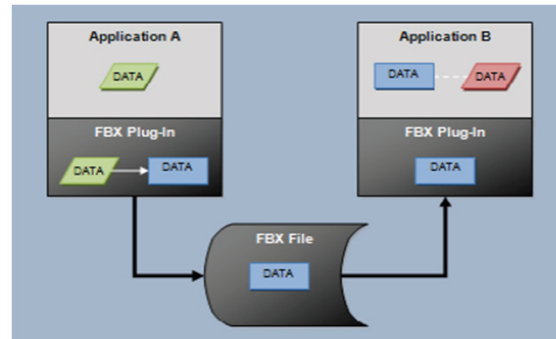 Application A
DATA
FBX Plug-In
DATA DATA
Application B
DATA DATA
FBX Plug-In
DATA
FBX File
DATA